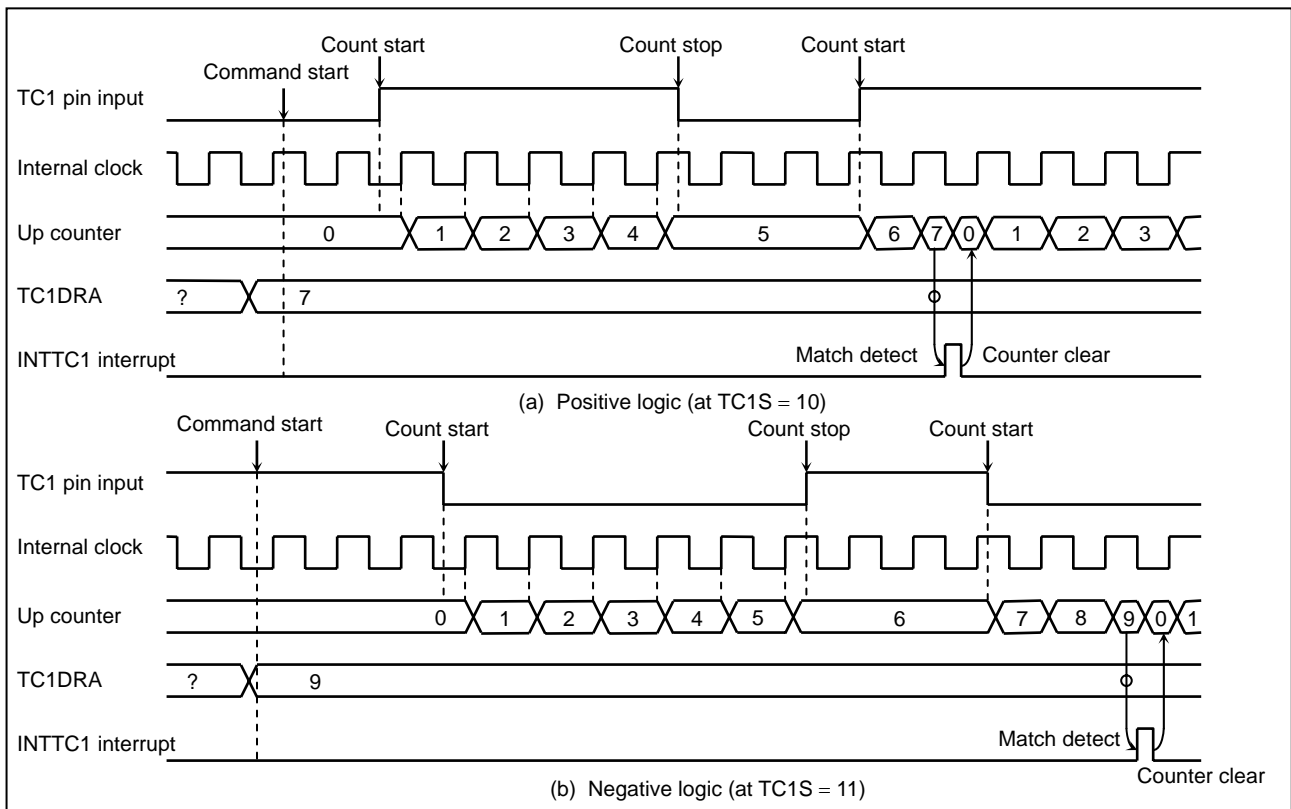 Count start Count stop Count start
Command start
TC1 pin input
Internal clock
Up counter 0 1 2 3 4 5 6 7 0 1 2 3
TC1DRA ? 7
INTTC1 interrupt Match detect Counter clear
(a) Positive logic (at TC1S = 10)
Command start Count start Count stop Count start
TC1 pin input
Internal clock
Up counter 0 1 2 3 4 5 6 7 8 9 0 1
TC1DRA ? 9
INTTC1 interrupt Match detect
Counter clear
(b) Negative logic (at TC1S = 11)